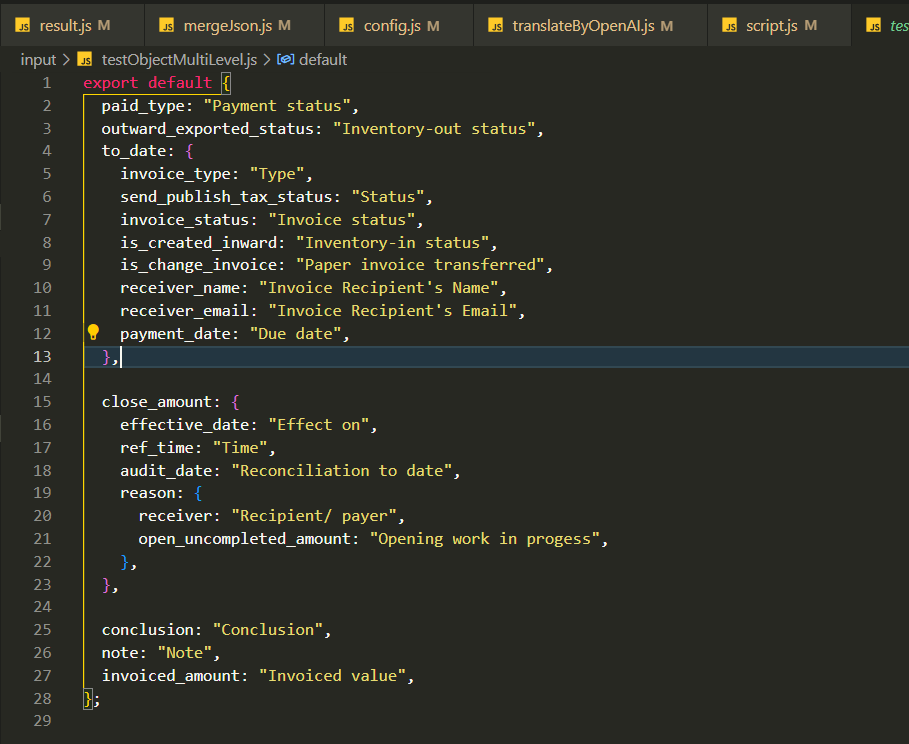 JS result.js M JS mergeJson.js M JS config.js M JS translateByOpenAI.js M JS script.js M JS tes
input > JS testObjectMultiLevel.js > default
1 export default {
2 paid_type: "Payment status",
3 outward_exported_status: "Inventory-out status",
4 to_date: {
5 invoice_type: "Type",
6 send_publish_tax_status: "Status",
7 invoice_status: "Invoice status",
8 is_created_inward: "Inventory-in status",
9 is_change_invoice: "Paper invoice transferred",
10 receiver_name: "Invoice Recipient's Name",
11 receiver_email: "Invoice Recipient's Email",
12 payment_date: "Due date",
13 },
14
15 close_amount: {
16 effective_date: "Effect on",
17 ref_time: "Time",
18 audit_date: "Reconciliation to date",
19 reason: {
20 receiver: "Recipient/ payer",
21 open_uncompleted_amount: "Opening work in progess",
22 },
23 },
24
25 conclusion: "Conclusion",
26 note: "Note",
27 invoiced_amount: "Invoiced value",
28 };
29